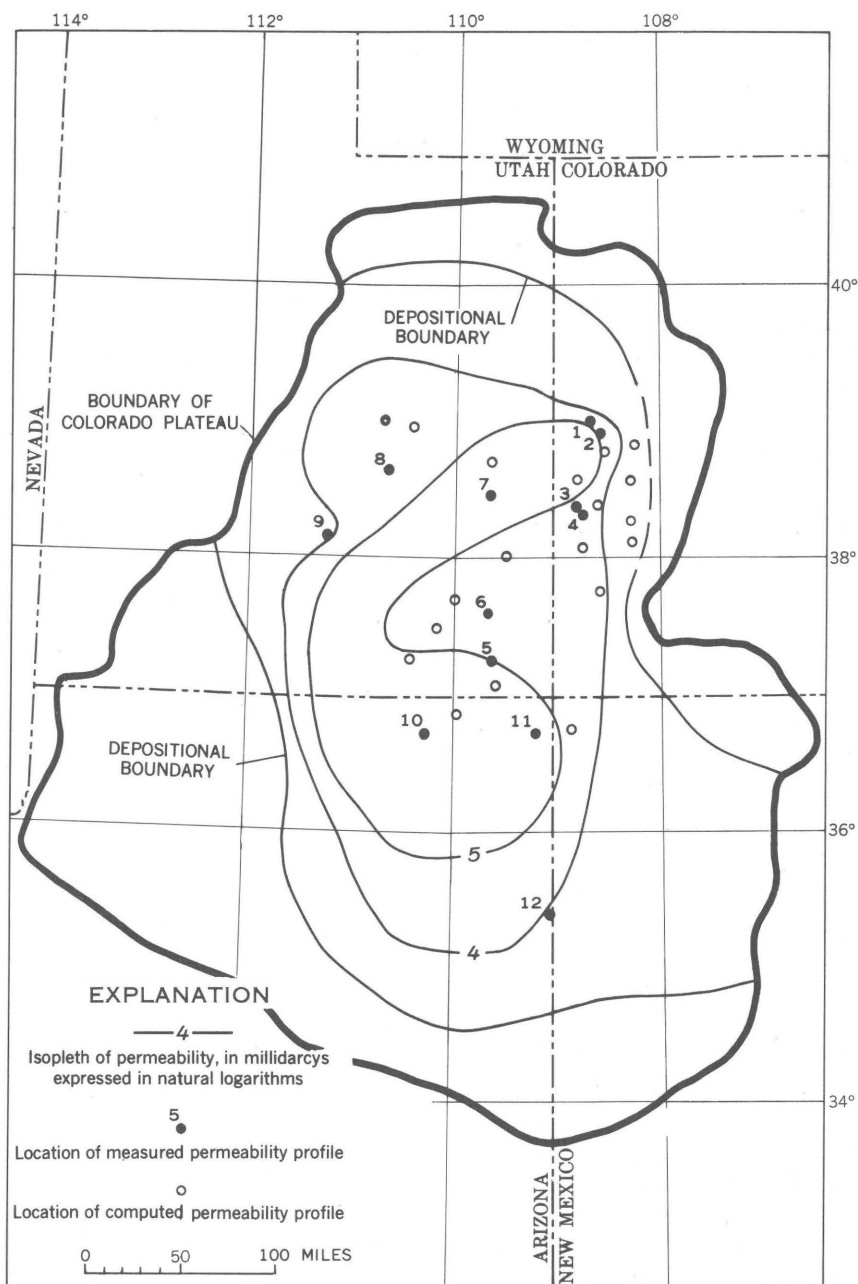 114°
112°
110°
108°
WYOMING
UTAH
COLORADO
40°
DEPOSITIONAL
BOUNDARY
BOUNDARY OF
COLORADO PLATEAU
NEVADA
1
2
8
7
3
4
9
38°
6
5
10
11
DEPOSITIONAL
BOUNDARY
36°
5
12
4
EXPLANATION
4
Isopleth of permeability, in millidarcys
expressed in natural logarithms
34°
5
Location of measured permeability profile
Location of computed permeability profile
ARIZONA
NEW MEXICO
0 50 100 MILES